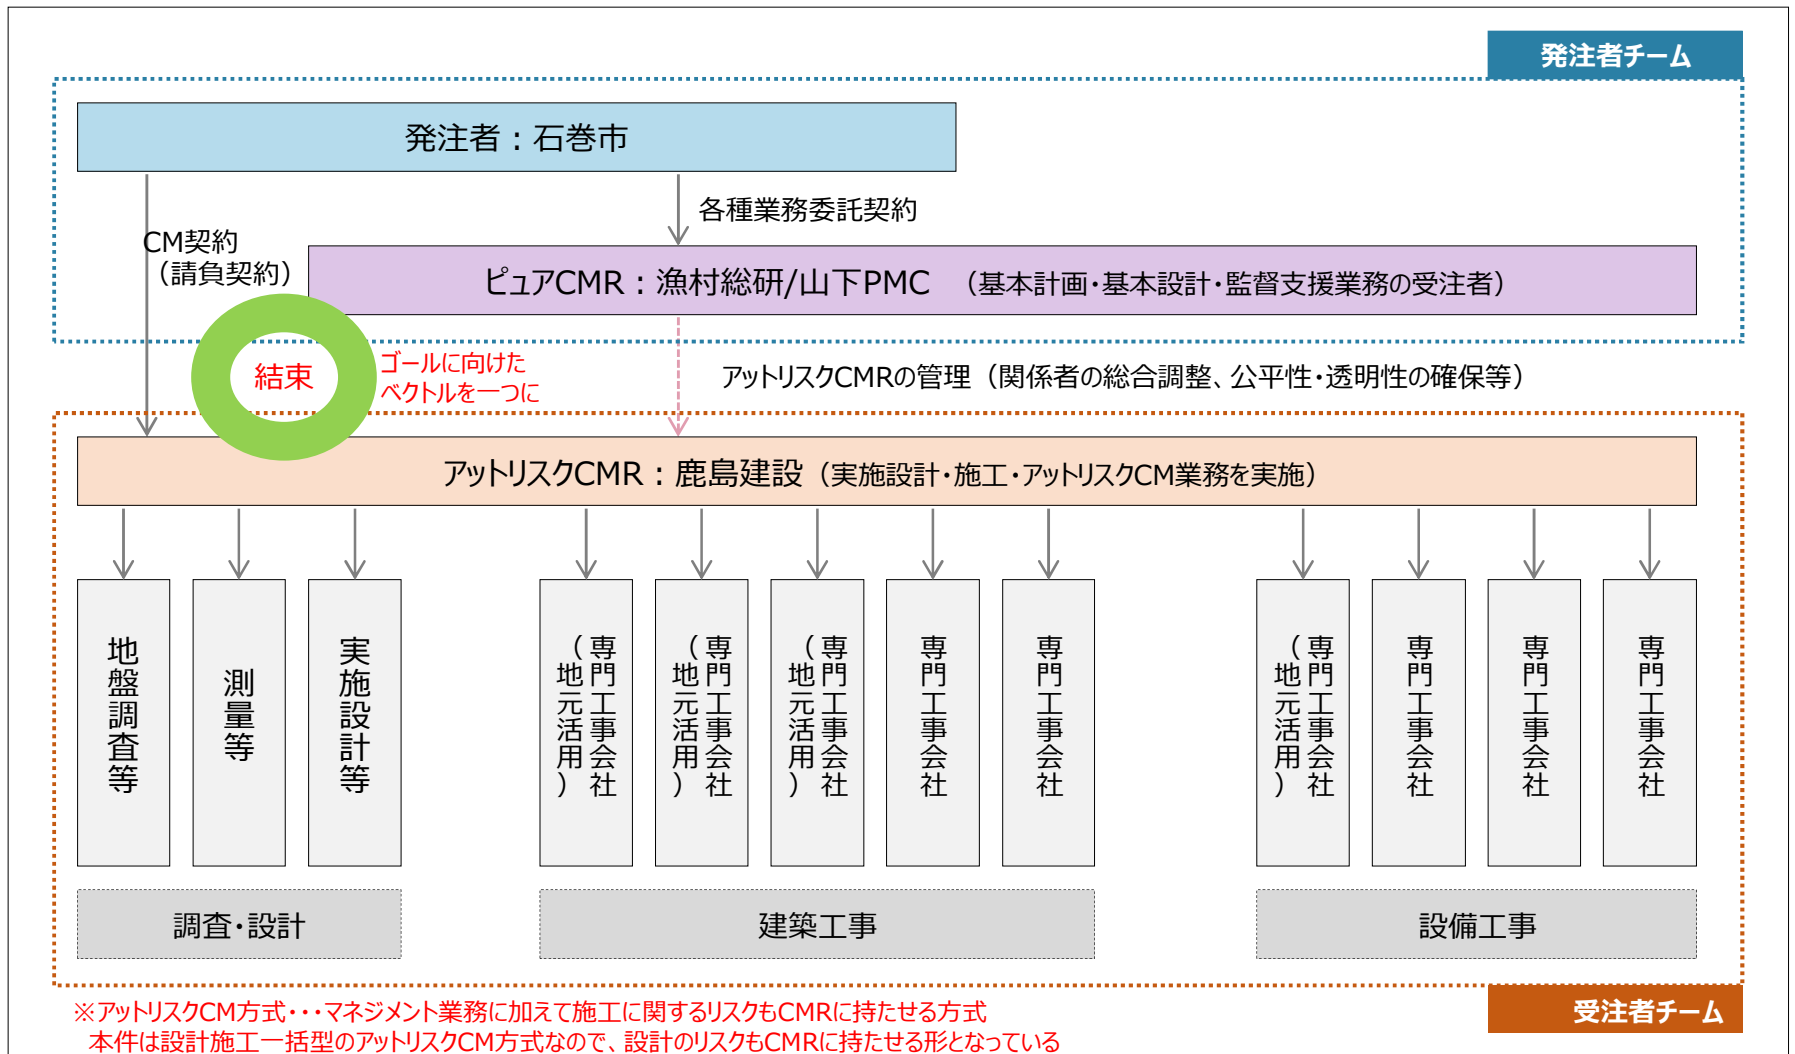 発注者チーム
発注者：石巻市
各種業務委託契約
CM契約
（請負契約）
ピュアCMR：漁村総研/山下PMC　（基本計画・基本設計・監督支援業務の受注者）
結束
ゴールに向けた
ベクトルを一つに
アットリスクCMRの管理（関係者の総合調整、公平性・透明性の確保等）
アットリスクCMR：鹿島建設（実施設計・施工・アットリスクCM業務を実施）
地盤調査等
測量等
実施設計等
専門工事会社
（地元活用）
専門工事会社
（地元活用）
専門工事会社
（地元活用）
専門工事会社
専門工事会社
専門工事会社
（地元活用）
専門工事会社
専門工事会社
専門工事会社
調査・設計
建築工事
設備工事
※アットリスクCM方式・・・マネジメント業務に加えて施工に関するリスクもCMRに持たせる方式
本件は設計施工一括型のアットリスクCM方式なので、設計のリスクもCMRに持たせる形となっている
受注者チーム